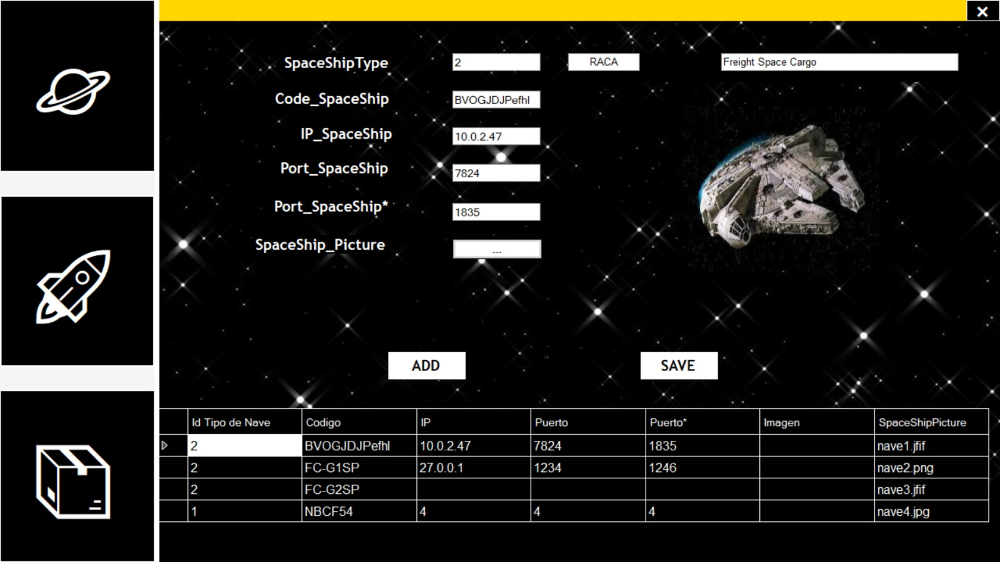 SpaceShipType 2 RACA Freight Space Cargo
Code_SpaceShip BVOGJDJPefhl
IP_SpaceShip 10.0.2.47
Port_SpaceShip 7824
Port_SpaceShip* 1835
SpaceShip_Picture ...
ADD SAVE
Id Tipo de Nave Codigo IP Puerto Puerto* Imagen SpaceShipPicture
2 BVOGJDJPefhl 10.0.2.47 7824 1835 nave1.jfif
2 FC-G1SP 27.0.0.1 1234 1246 nave2.png
2 FC-G2SP nave3.jfif
1 NBCF54 4 4 4 nave4.jpg